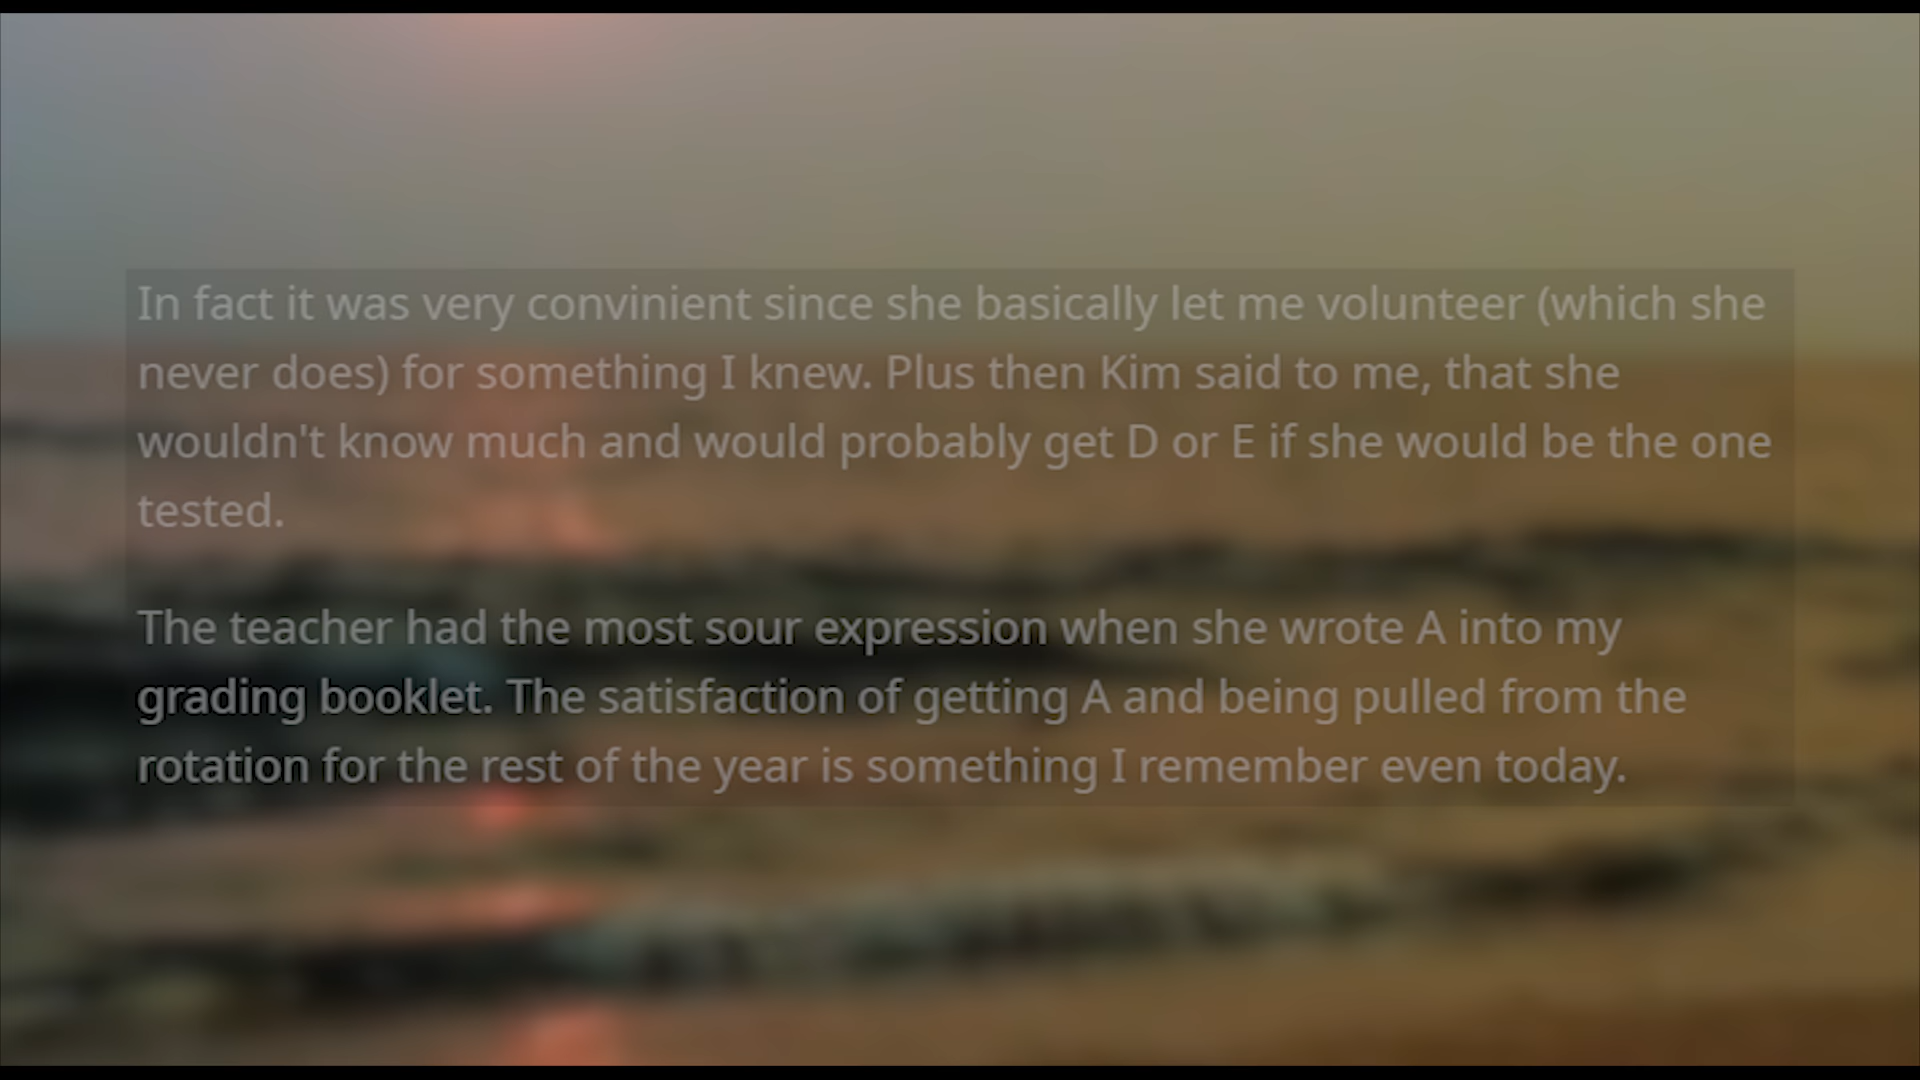 In fact it was very convinient since she basically let me volunteer (which she
never does) for something I knew. Plus then Kim said to me, that she
wouldn't know much and would probably get D or E if she would be the one
tested.
The teacher had the most sour expression when she wrote A into my
grading booklet. The satisfaction of getting A and being pulled from the
rotation for the rest of the year is something I remember even today.